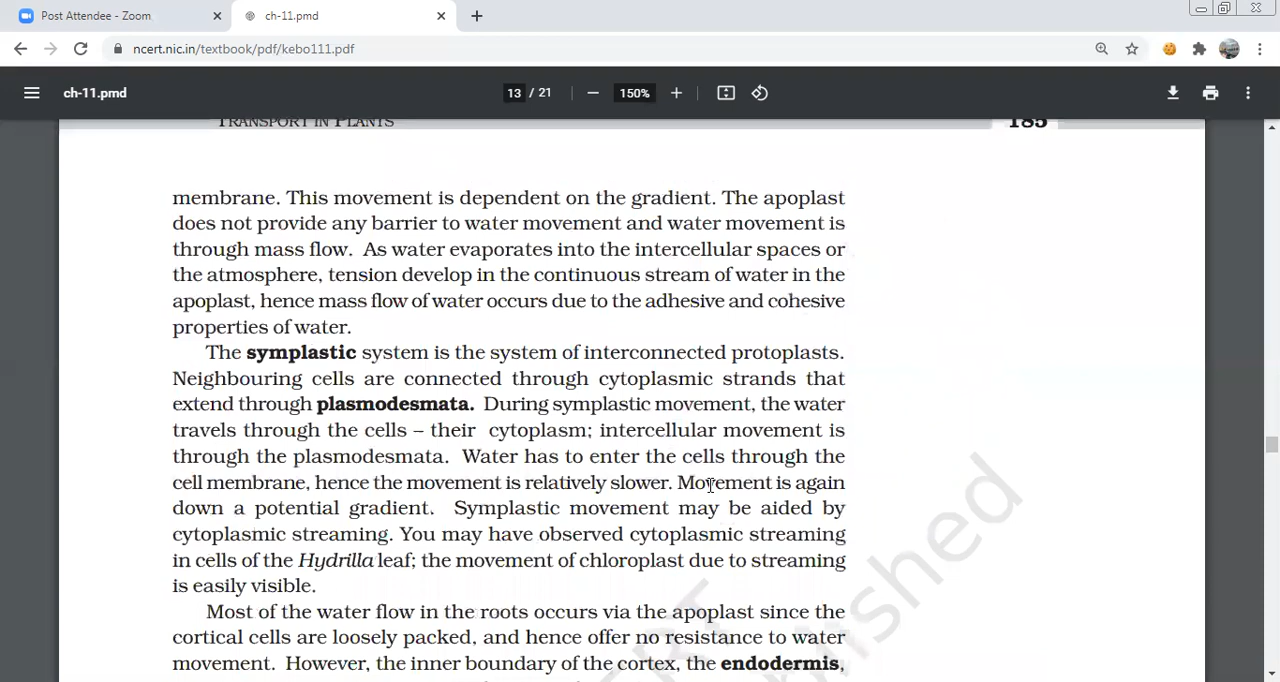 Post Attendee - Zoom
ch-11.pmd
ncert.nic.in/textbook/pdf/kebo111.pdf
ch-11.pmd
13 / 21
150%
TRANSPORT IN PLANTS
185
membrane. This movement is dependent on the gradient. The apoplast
does not provide any barrier to water movement and water movement is
through mass flow. As water evaporates into the intercellular spaces or
the atmosphere, tension develop in the continuous stream of water in the
apoplast, hence mass flow of water occurs due to the adhesive and cohesive
properties of water.
The symplastic system is the system of interconnected protoplasts.
Neighbouring cells are connected through cytoplasmic strands that
extend through plasmodesmata. During symplastic movement, the water
travels through the cells – their cytoplasm; intercellular movement is
through the plasmodesmata. Water has to enter the cells through the
cell membrane, hence the movement is relatively slower. Movement is again
down a potential gradient. Symplastic movement may be aided by
cytoplasmic streaming. You may have observed cytoplasmic streaming
in cells of the Hydrilla leaf; the movement of chloroplast due to streaming
is easily visible.
Most of the water flow in the roots occurs via the apoplast since the
cortical cells are loosely packed, and hence offer no resistance to water
movement. However, the inner boundary of the cortex, the endodermis,